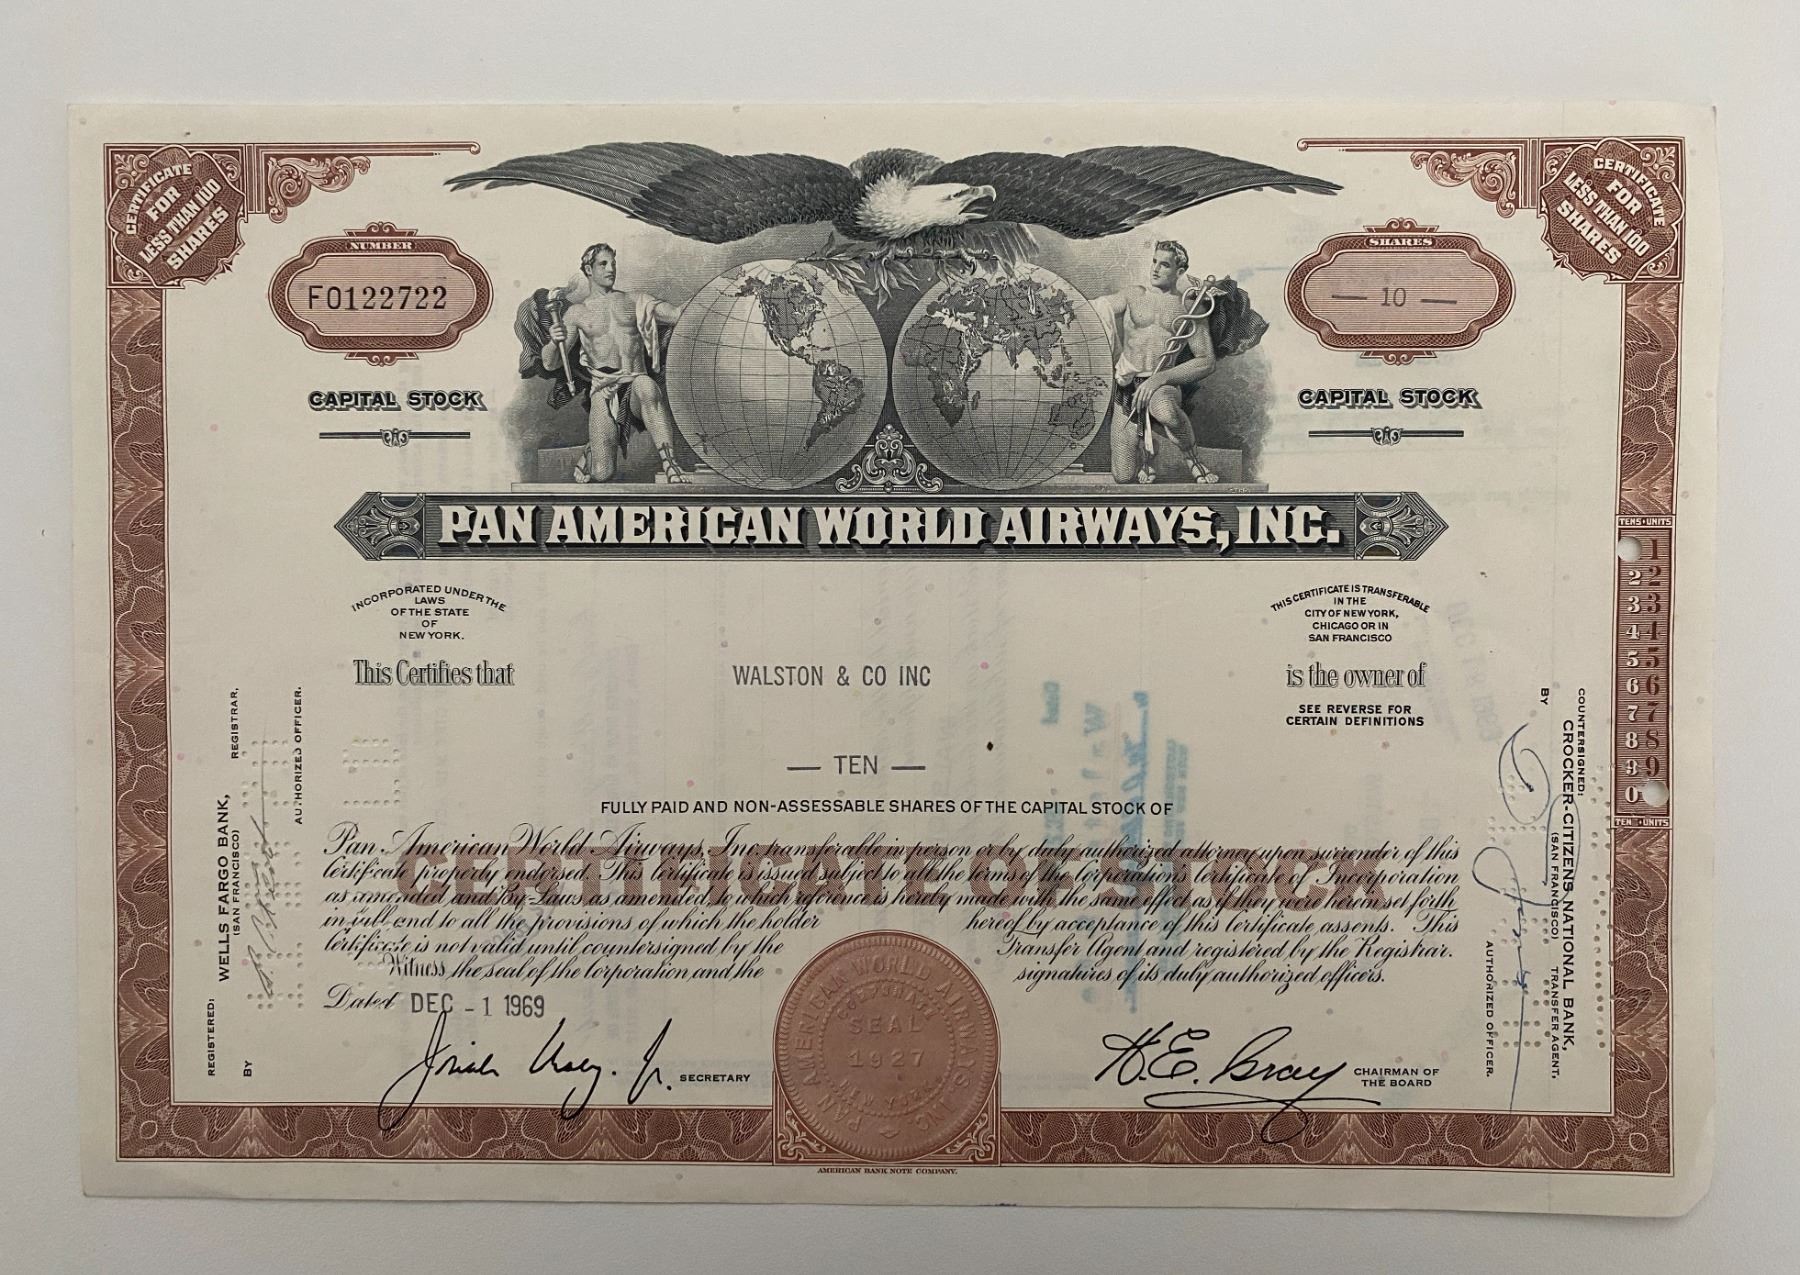 CERTIFICATE
FOR
LESS THAN 100
SHARES
CERTIFICATE
FOR
LESS THAN 100
SHARES
NUMBER
F0122722
SHARES
— 10 —
CAPITAL STOCK
CAPITAL STOCK
PAN AMERICAN WORLD AIRWAYS, INC.
INCORPORATED UNDER THE
LAWS
OF THE STATE
OF
NEW YORK.
THIS CERTIFICATE IS TRANSFERABLE
IN THE
CITY OF NEW YORK,
CHICAGO OR IN
SAN FRANCISCO
This Certifies that
WALSTON & CO INC
is the owner of
SEE REVERSE FOR
CERTAIN DEFINITIONS
— TEN —
FULLY PAID AND NON-ASSESSABLE SHARES OF THE CAPITAL STOCK OF
CERTIFICATE OF STOCK
Pan American World Airways, Inc. transferable in person or by duly authorized attorney upon surrender of this
Certificate properly endorsed. This Certificate is issued subject to all the terms of the Corporation's Certificate of Incorporation
as amended and By-Laws as amended, to which reference is hereby made with the same effect as if they were herein set forth
in full, and to all the provisions of which the holder hereof by acceptance of this Certificate assents. This
Certificate is not valid until countersigned by the Transfer Agent and registered by the Registrar.
Witness the seal of the Corporation and the signatures of its duly authorized officers.
Dated DEC - 1 1969
SECRETARY
H. E. Gray
CHAIRMAN OF
THE BOARD
PAN AMERICAN WORLD AIRWAYS, INC.
CORPORATE
SEAL
1927
NEW YORK
AMERICAN BANK NOTE COMPANY.
REGISTERED:
WELLS FARGO BANK,
(SAN FRANCISCO)
REGISTRAR,
BY
AUTHORIZED OFFICER.
COUNTERSIGNED:
CROCKER-CITIZENS NATIONAL BANK,
(SAN FRANCISCO)
TRANSFER AGENT,
BY
AUTHORIZED OFFICER.
TENS • UNITS
1
2 2
3 3
4 4
5 5
6 6
7 7
8 8
9 9
0
TENS • UNITS